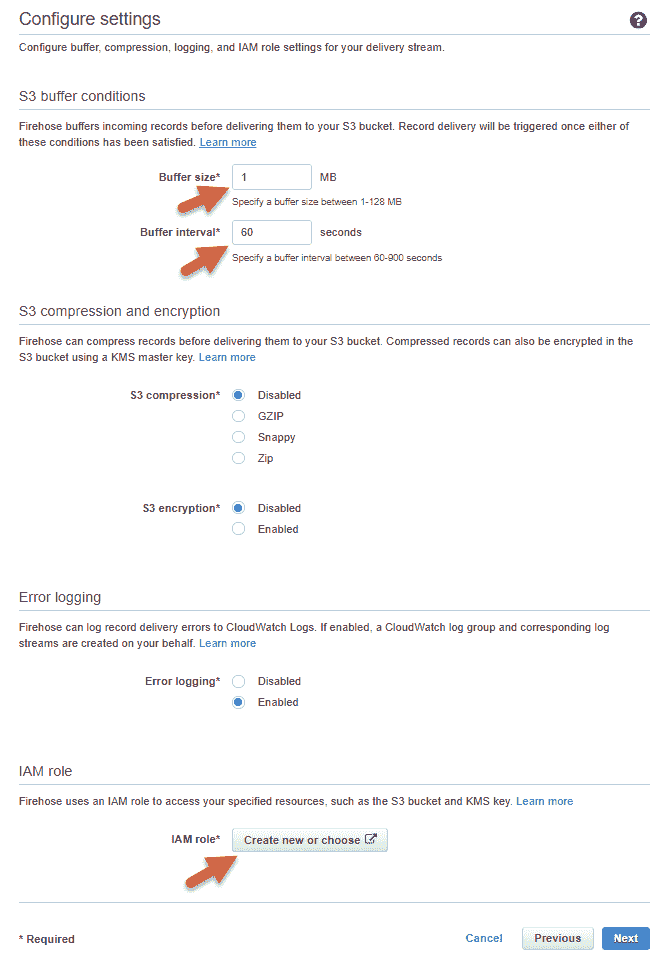 Configure settings
?
Configure buffer, compression, logging, and IAM role settings for your delivery stream.
S3 buffer conditions
Firehose buffers incoming records before delivering them to your S3 bucket. Record delivery will be triggered once either of
these conditions has been satisfied. Learn more
Buffer size* 1 MB
Specify a buffer size between 1-128 MB
Buffer interval* 60 seconds
Specify a buffer interval between 60-900 seconds
S3 compression and encryption
Firehose can compress records before delivering them to your S3 bucket. Compressed records can also be encrypted in the
S3 bucket using a KMS master key. Learn more
S3 compression* Disabled
GZIP
Snappy
Zip
S3 encryption* Disabled
Enabled
Error logging
Firehose can log record delivery errors to CloudWatch Logs. If enabled, a CloudWatch log group and corresponding log
streams are created on your behalf. Learn more
Error logging* Disabled
Enabled
IAM role
Firehose uses an IAM role to access your specified resources, such as the S3 bucket and KMS key. Learn more
IAM role* Create new or choose
* Required Cancel Previous Next